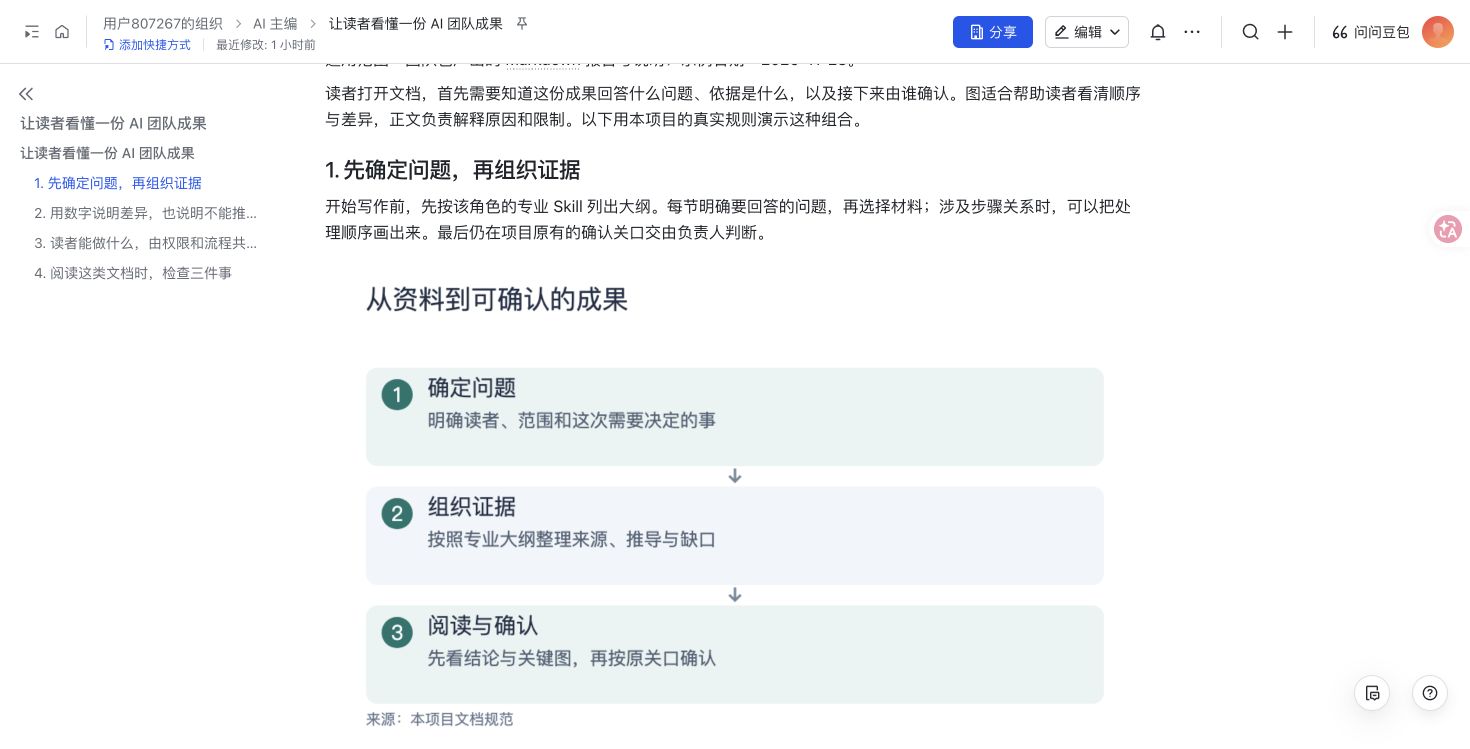 用户807267的组织
AI 主编
让读者看懂一份 AI 团队成果
添加快捷方式
最近修改: 1 小时前
分享
编辑
问问豆包
让读者看懂一份 AI 团队成果
让读者看懂一份 AI 团队成果
1. 先确定问题，再组织证据
2. 用数字说明差异，也说明不能推...
3. 读者能做什么，由权限和流程共...
4. 阅读这类文档时，检查三件事
读者打开文档，首先需要知道这份成果回答什么问题、依据是什么，以及接下来由谁确认。图适合帮助读者看清顺序
与差异，正文负责解释原因和限制。以下用本项目的真实规则演示这种组合。
1. 先确定问题，再组织证据
开始写作前，先按该角色的专业 Skill 列出大纲。每节明确要回答的问题，再选择材料；涉及步骤关系时，可以把处
理顺序画出来。最后仍在项目原有的确认关口交由负责人判断。
从资料到可确认的成果
1
确定问题
明确读者、范围和这次需要决定的事
2
组织证据
按照专业大纲整理来源、推导与缺口
3
阅读与确认
先看结论与关键图，再按原关口确认
来源：本项目文档规范